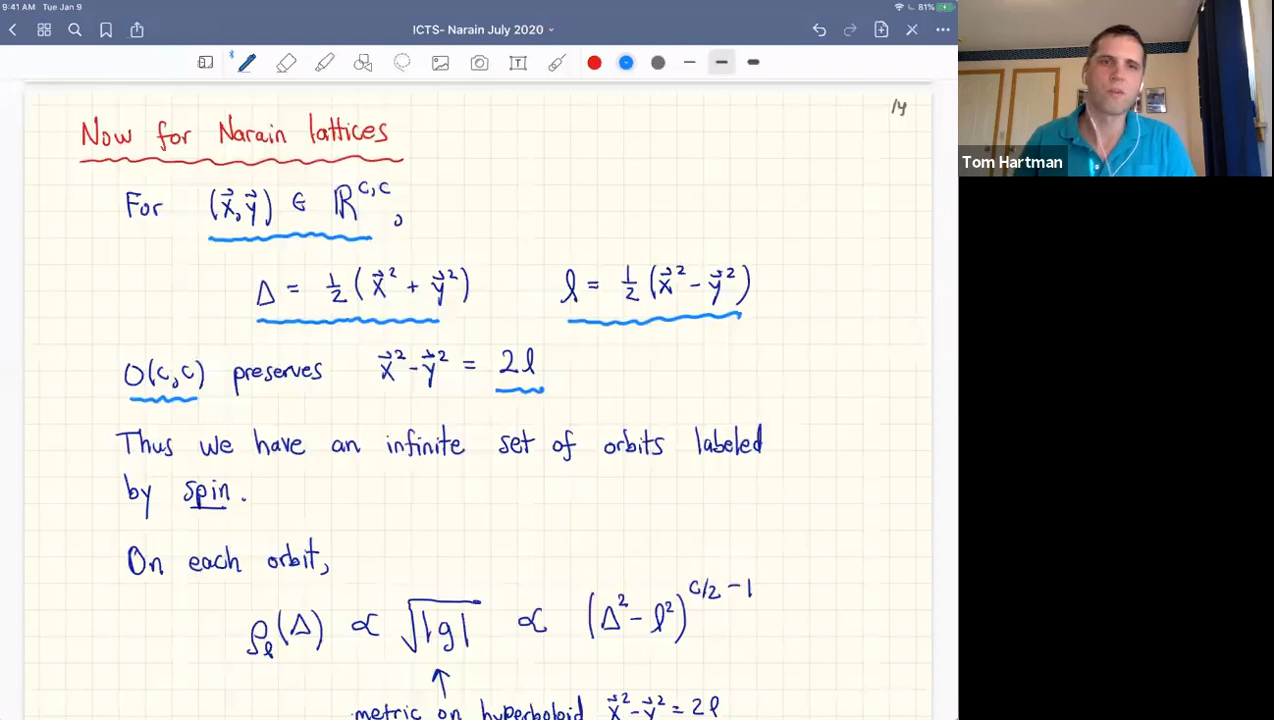 9:41 AM Tue Jan 9
81%
ICTS- Narain July 2020
14
Now for Narain lattices
For (x⃗, y⃗) ∈ ℝ^{c,c},
Δ = 1/2 (x⃗² + y⃗²) l = 1/2 (x⃗² - y⃗²)
O(c,c) preserves x⃗² - y⃗² = 2l
Thus we have an infinite set of orbits labeled
by spin.
On each orbit,
ρ_l(Δ) ∝ √|g| ∝ (Δ² - l²)^{c/2 - 1}
↑
metric on hyperboloid x⃗² - y⃗² = 2l
Tom Hartman